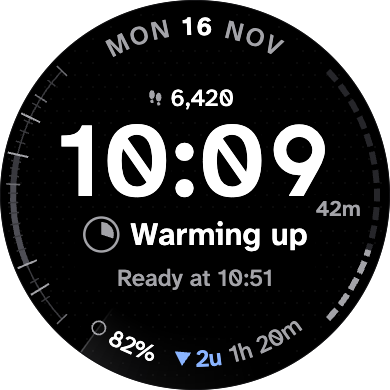 MON 16 NOV
6,420
10:09
42m
Warming up
Ready at 10:51
82% ▼2u 1h 20m